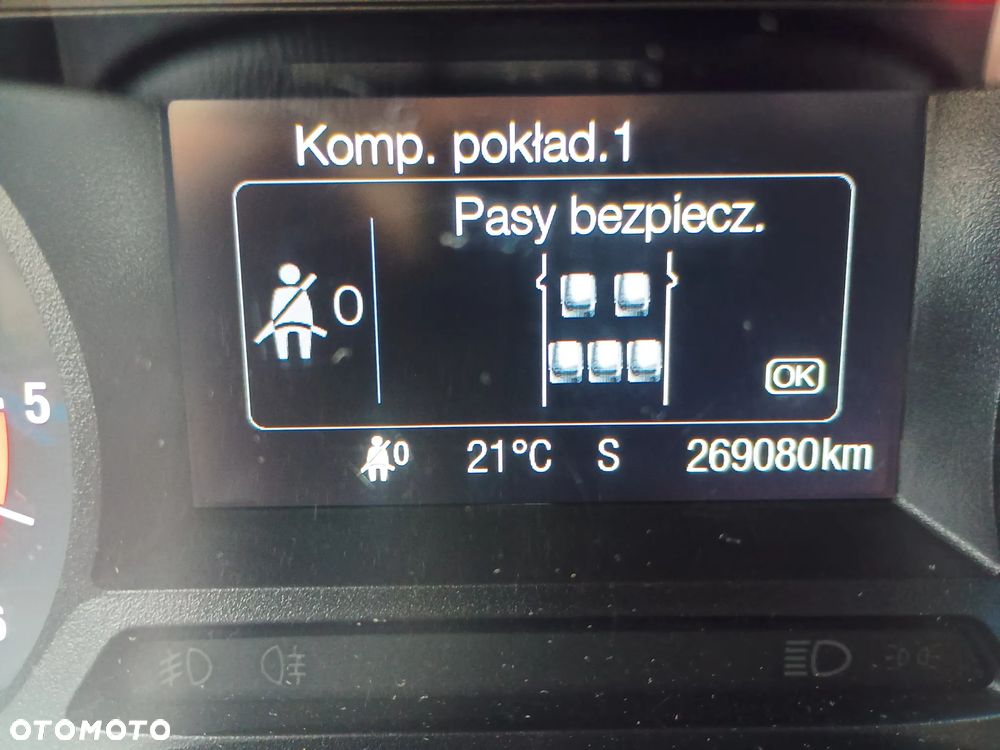 Komp. pokład.1
Pasy bezpiecz.
0
OK
0 21°C S 269080km
5
OTOMOTO